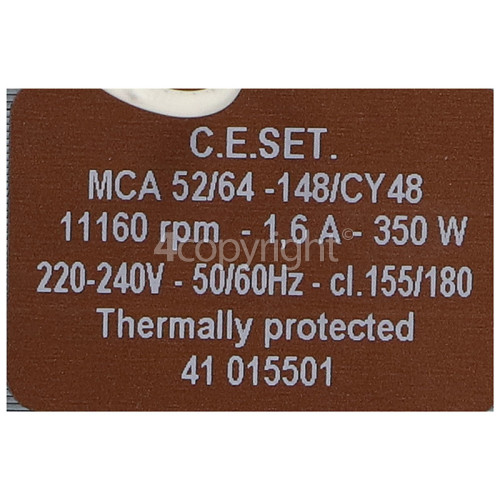 C.E.SET.
MCA 52/64 -148/CY48
11160 rpm - 1,6 A - 350 W
4copyright©
220-240V - 50/60Hz - cl.155/180
Thermally protected
41 015501